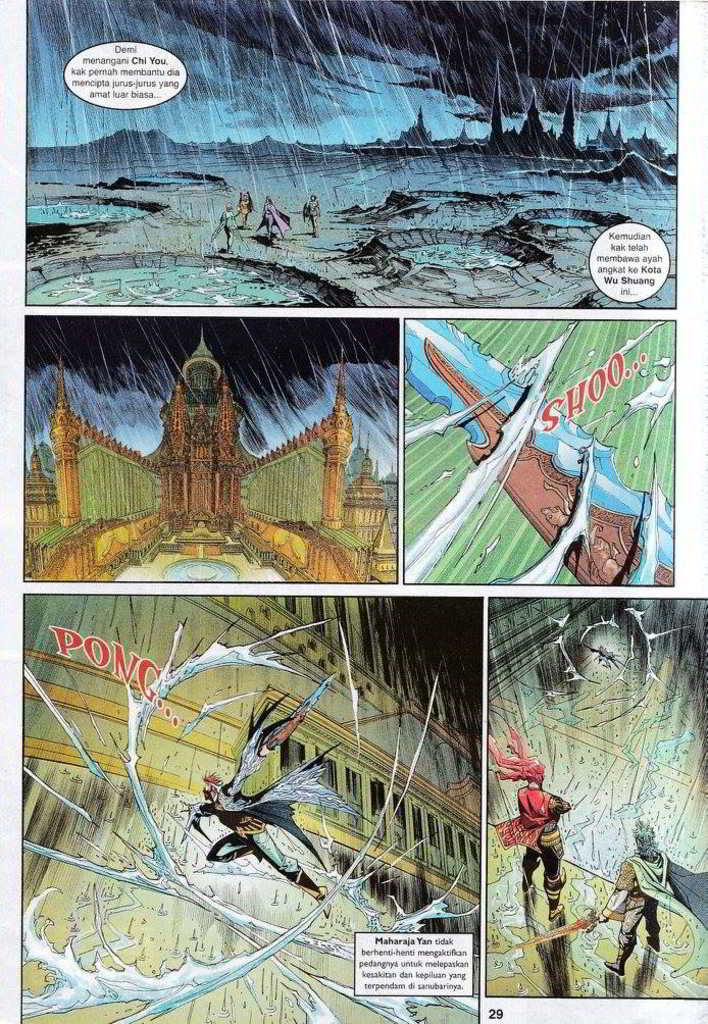 Demi
menangani Chi You,
kak pernah membantu dia
mencipta jurus-jurus yang
amat luar biasa...
Kemudian
kak telah
membawa ayah
angkat ke Kota
Wu Shuang
ini...
SHOO...
PONG...
Maharaja Yan tidak
berhenti-henti mengaktifkan
pedangnya untuk melepaskan
kesakitan dan kepiluan yang
terpendam di sanubarinya.
29